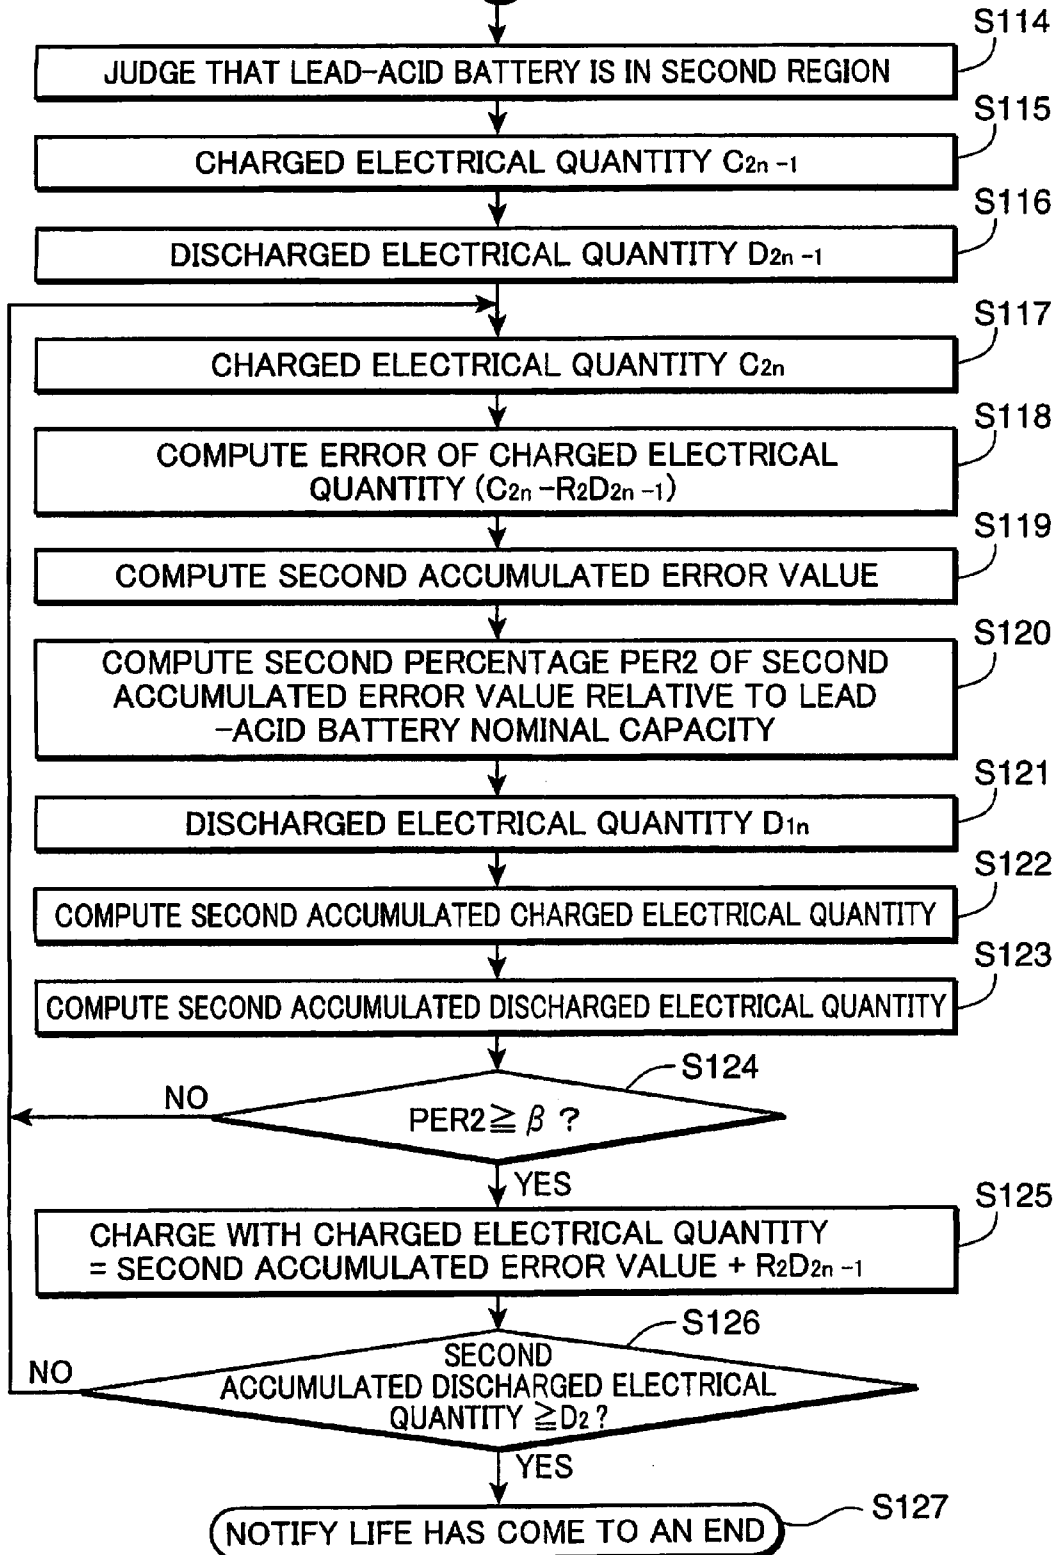 S114
JUDGE THAT LEAD-ACID BATTERY IS IN SECOND REGION
S115
CHARGED ELECTRICAL QUANTITY C2n-1
S116
DISCHARGED ELECTRICAL QUANTITY D2n-1
S117
CHARGED ELECTRICAL QUANTITY C2n
S118
COMPUTE ERROR OF CHARGED ELECTRICAL
QUANTITY (C2n-R2D2n-1)
S119
COMPUTE SECOND ACCUMULATED ERROR VALUE
S120
COMPUTE SECOND PERCENTAGE PER2 OF SECOND
ACCUMULATED ERROR VALUE RELATIVE TO LEAD
-ACID BATTERY NOMINAL CAPACITY
S121
DISCHARGED ELECTRICAL QUANTITY D1n
S122
COMPUTE SECOND ACCUMULATED CHARGED ELECTRICAL QUANTITY
S123
COMPUTE SECOND ACCUMULATED DISCHARGED ELECTRICAL QUANTITY
S124
NO
PER2≧β?
YES
S125
CHARGE WITH CHARGED ELECTRICAL QUANTITY
= SECOND ACCUMULATED ERROR VALUE + R2D2n-1
S126
NO
SECOND
ACCUMULATED DISCHARGED ELECTRICAL
QUANTITY ≧D2?
YES
S127
NOTIFY LIFE HAS COME TO AN END